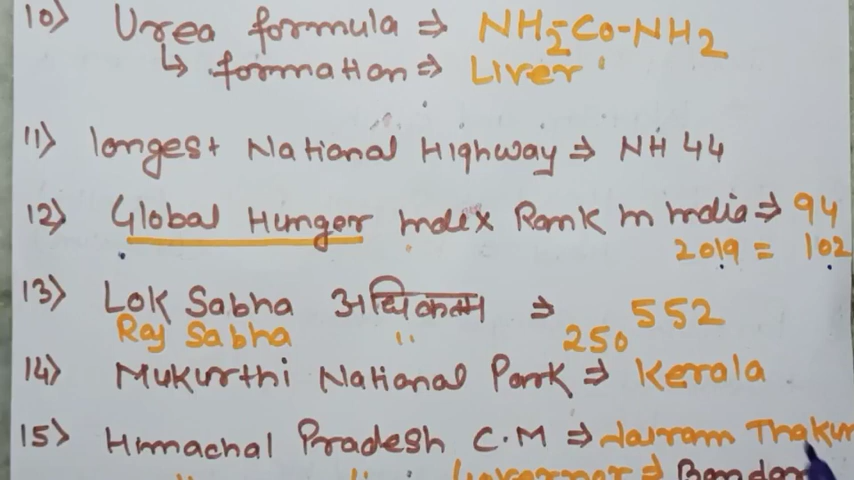 10) Urea formula ⇒ NH2-Co-NH2
↳ formation ⇒ Liver
11) longest National Highway ⇒ NH 44
12) Global Hunger Index Rank in India ⇒ 94
2019 = 102
13) Lok Sabha अधिकतम ⇒ 552
Raj Sabha " 250
14) Mukurthi National Park ⇒ Kerala
15) Himachal Pradesh C.M ⇒ Jairam Thakur
Governor ⇒